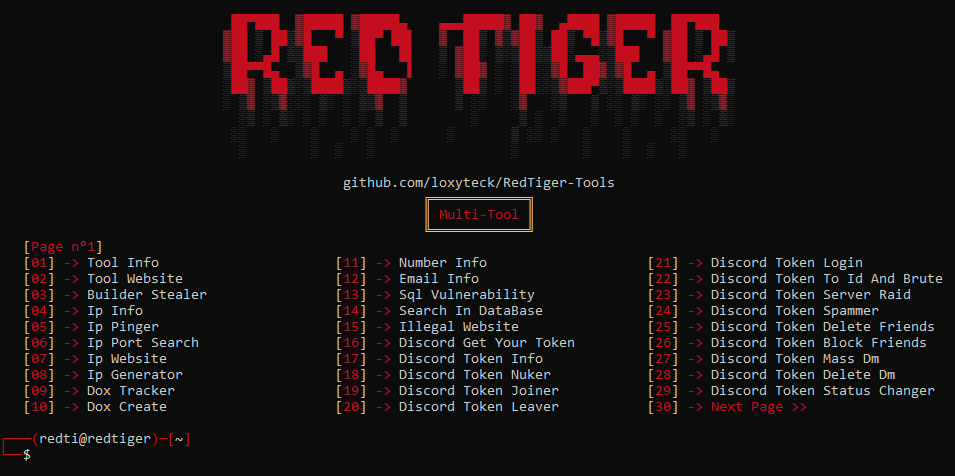 RED TIGER
github.com/loxyteck/RedTiger-Tools
Multi-Tool
[Page n°1]
[01] -> Tool Info [11] -> Number Info [21] -> Discord Token Login
[02] -> Tool Website [12] -> Email Info [22] -> Discord Token To Id And Brute
[03] -> Builder Stealer [13] -> Sql Vulnerability [23] -> Discord Token Server Raid
[04] -> Ip Info [14] -> Search In DataBase [24] -> Discord Token Spammer
[05] -> Ip Pinger [15] -> Illegal Website [25] -> Discord Token Delete Friends
[06] -> Ip Port Search [16] -> Discord Get Your Token [26] -> Discord Token Block Friends
[07] -> Ip Website [17] -> Discord Token Info [27] -> Discord Token Mass Dm
[08] -> Ip Generator [18] -> Discord Token Nuker [28] -> Discord Token Delete Dm
[09] -> Dox Tracker [19] -> Discord Token Joiner [29] -> Discord Token Status Changer
[10] -> Dox Create [20] -> Discord Token Leaver [30] -> Next Page >>
(redti@redtiger)─[~]
$